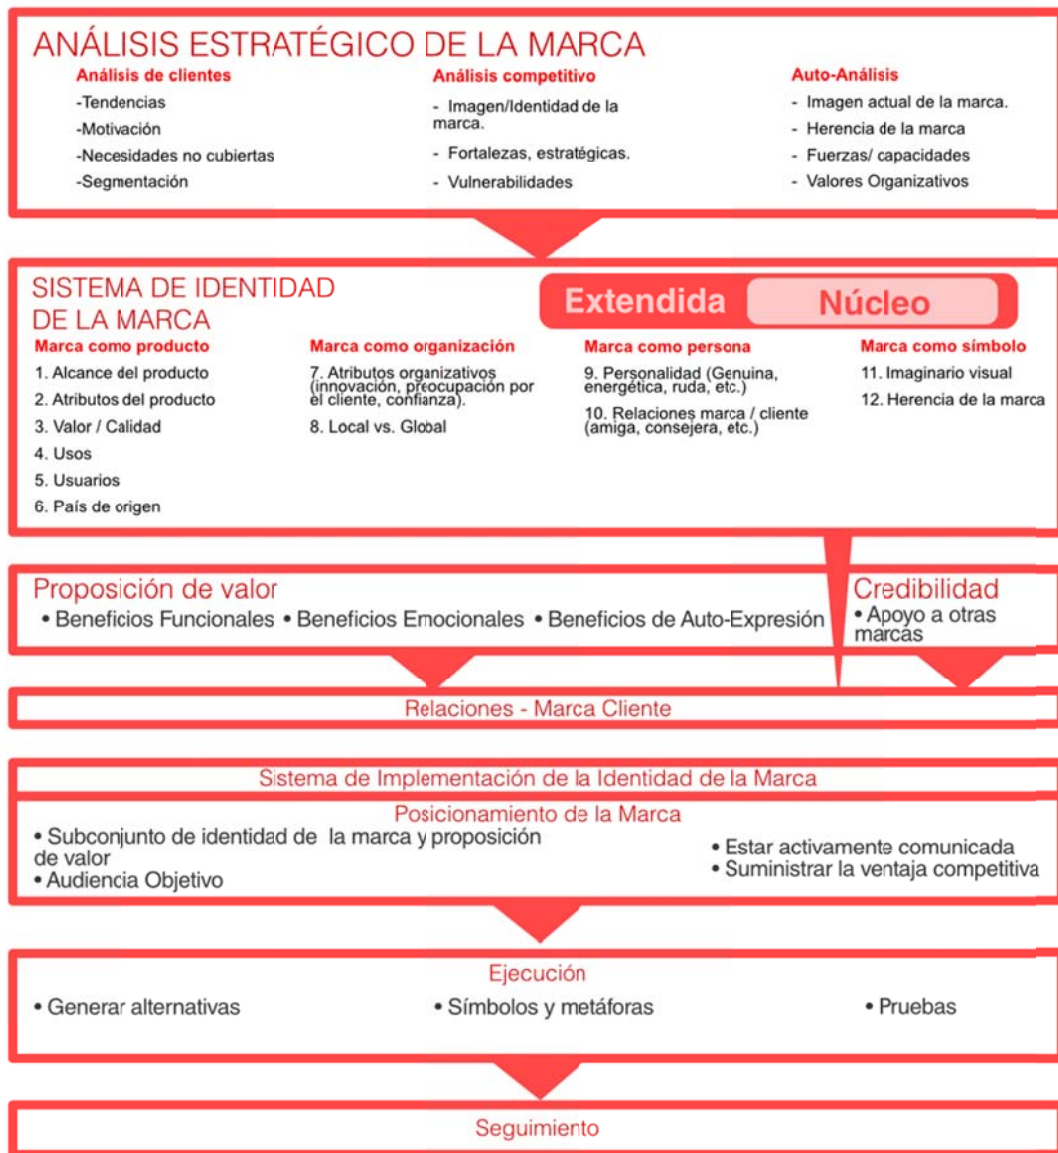 ANÁLISIS ESTRATÉGICO DE LA MARCA
Análisis de clientes
-Tendencias
-Motivación
-Necesidades no cubiertas
-Segmentación
Análisis competitivo
- Imagen/Identidad de la
marca.
- Fortalezas, estratégicas.
- Vulnerabilidades
Auto-Análisis
- Imagen actual de la marca.
- Herencia de la marca
- Fuerzas/ capacidades
- Valores Organizativos
SISTEMA DE IDENTIDAD
DE LA MARCA
Extendida
Núcleo
Marca como producto
1. Alcance del producto
2. Atributos del producto
3. Valor / Calidad
4. Usos
5. Usuarios
6. País de origen
Marca como organización
7. Atributos organizativos
(innovación, preocupación por
el cliente, confianza).
8. Local vs. Global
Marca como persona
9. Personalidad (Genuina,
energética, ruda, etc.)
10. Relaciones marca / cliente
(amiga, consejera, etc.)
Marca como símbolo
11. Imaginario visual
12. Herencia de la marca
Proposición de valor
• Beneficios Funcionales • Beneficios Emocionales • Beneficios de Auto-Expresión
Credibilidad
• Apoyo a otras
marcas
Relaciones - Marca Cliente
Sistema de Implementación de la Identidad de la Marca
Posicionamiento de la Marca
• Subconjunto de identidad de la marca y proposición
de valor
• Audiencia Objetivo
• Estar activamente comunicada
• Suministrar la ventaja competitiva
Ejecución
• Generar alternativas
• Símbolos y metáforas
• Pruebas
Seguimiento